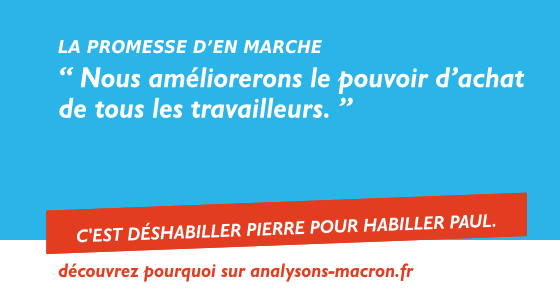 LA PROMESSE D’EN MARCHE
“ Nous améliorerons le pouvoir d’achat
de tous les travailleurs. ”
C'EST DÉSHABILLER PIERRE POUR HABILLER PAUL.
découvrez pourquoi sur analysons-macron.fr